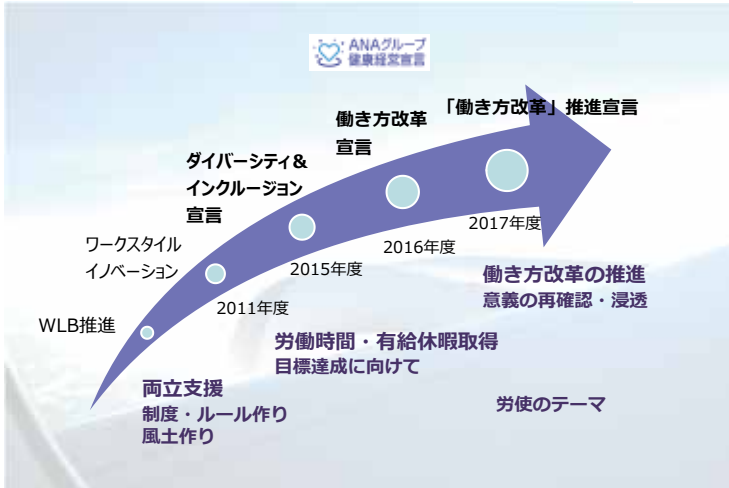 ANAグループ
健康経営宣言
「働き方改革」推進宣言
働き方改革
宣言
ダイバーシティ&
インクルージョン
宣言
ワークスタイル
イノベーション
WLB推進
2017年度
2016年度
2015年度
2011年度
働き方改革の推進
意義の再確認・浸透
労働時間・有給休暇取得
目標達成に向けて
両立支援
制度・ルール作り
風土作り
労使のテーマ